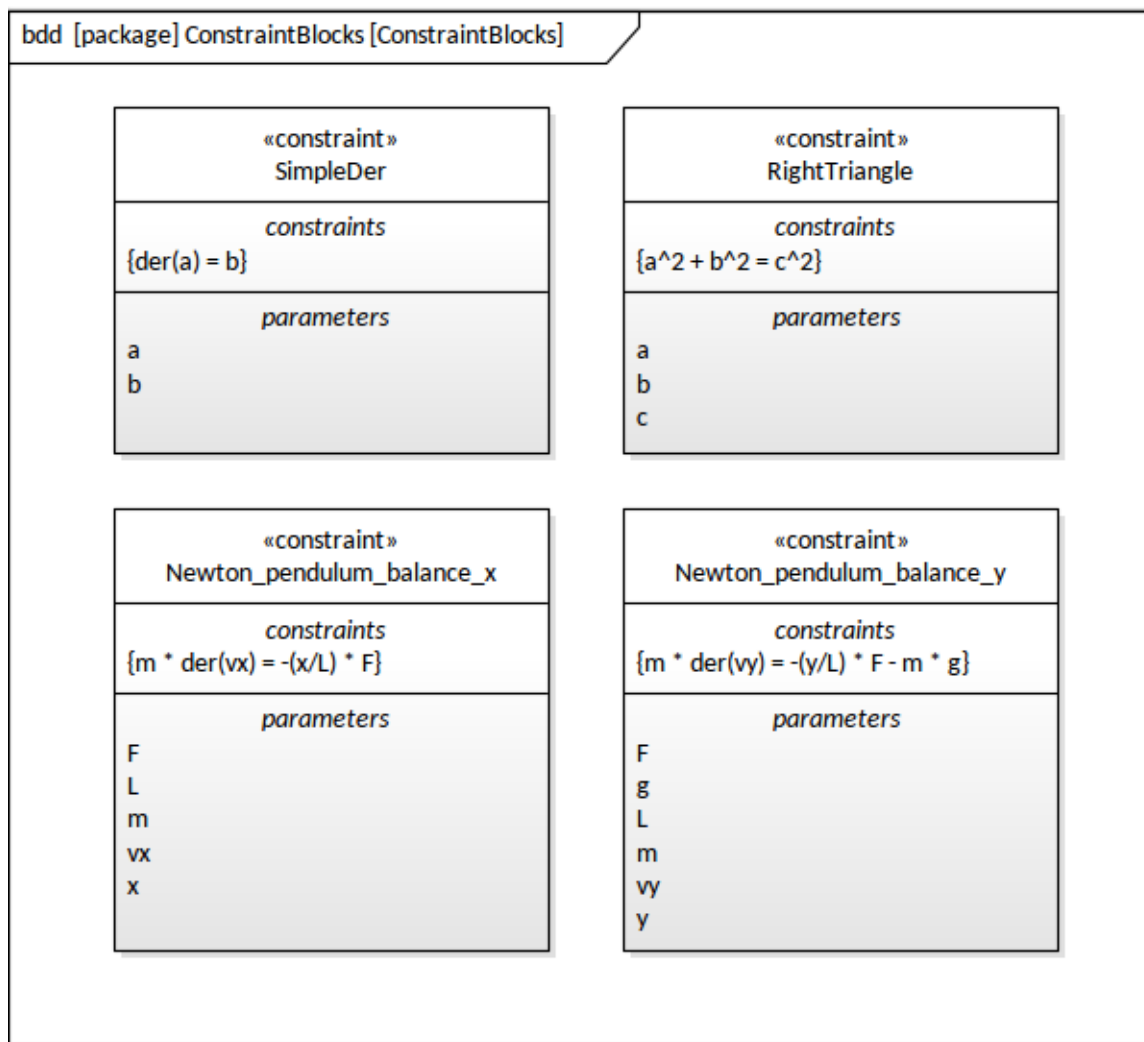 bdd [package] ConstraintBlocks [ConstraintBlocks]
«constraint»
SimpleDer
constraints
{der(a) = b}
parameters
a
b
«constraint»
RightTriangle
constraints
{a^2 + b^2 = c^2}
parameters
a
b
c
«constraint»
Newton_pendulum_balance_x
constraints
{m * der(vx) = -(x/L) * F}
parameters
F
L
m
vx
x
«constraint»
Newton_pendulum_balance_y
constraints
{m * der(vy) = -(y/L) * F - m * g}
parameters
F
g
L
m
vy
y